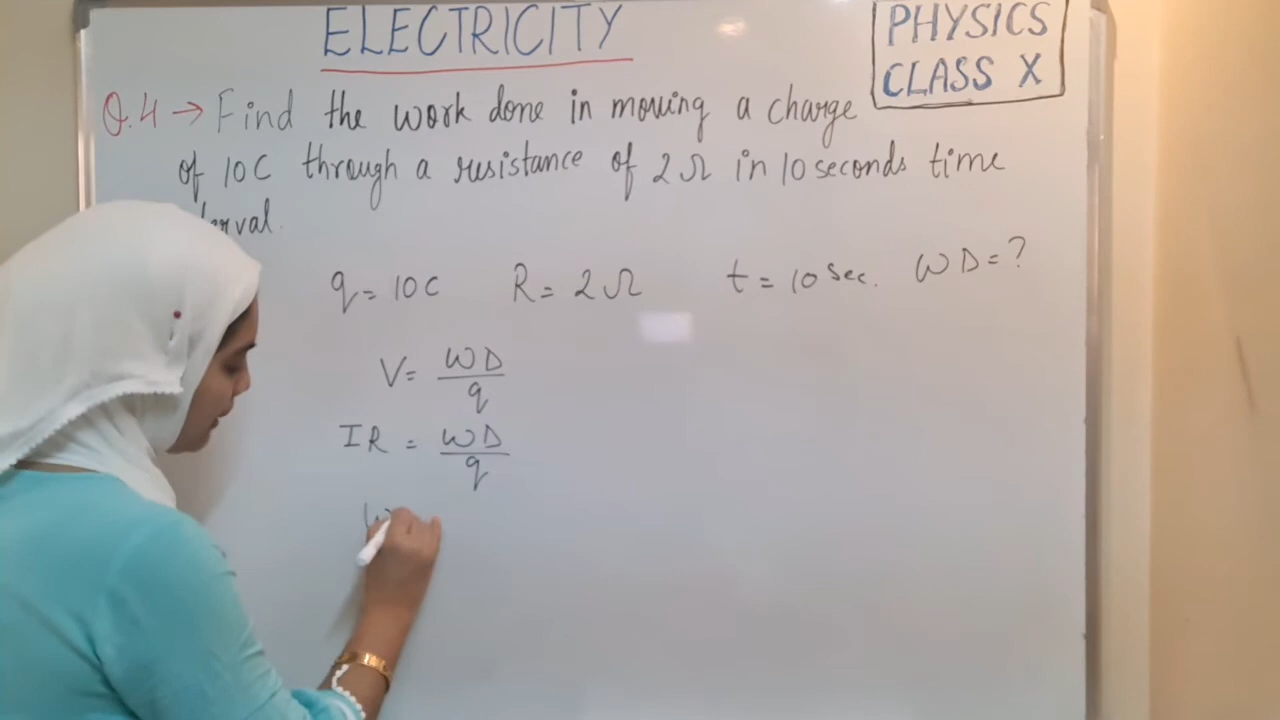 ELECTRICITY
PHYSICS
CLASS X
Q.4 → Find the work done in moving a charge
of 10C through a resistance of 2Ω in 10 seconds time
q = 10C R = 2Ω t = 10 sec. WD = ?
V = WD/q
IR = WD/q
W